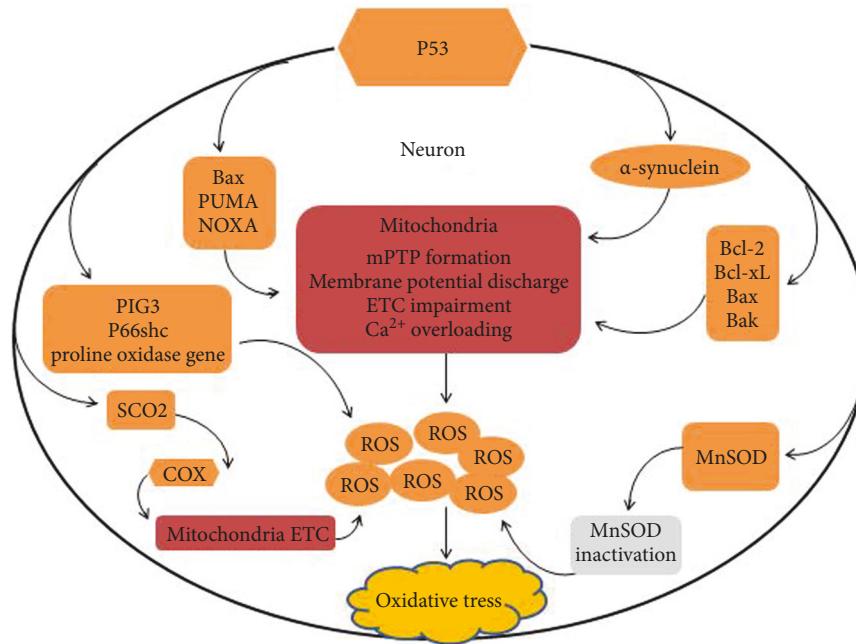 P53
Neuron
Bax
PUMA
NOXA
α-synuclein
Mitochondria
mPTP formation
Membrane potential discharge
ETC impairment
Ca²⁺ overloading
Bcl-2
Bcl-xL
Bax
Bak
PIG3
P66shc
proline oxidase gene
SCO2
COX
Mitochondria ETC
ROS
ROS
ROS
ROS
ROS
ROS
MnSOD
MnSOD
inactivation
Oxidative tress